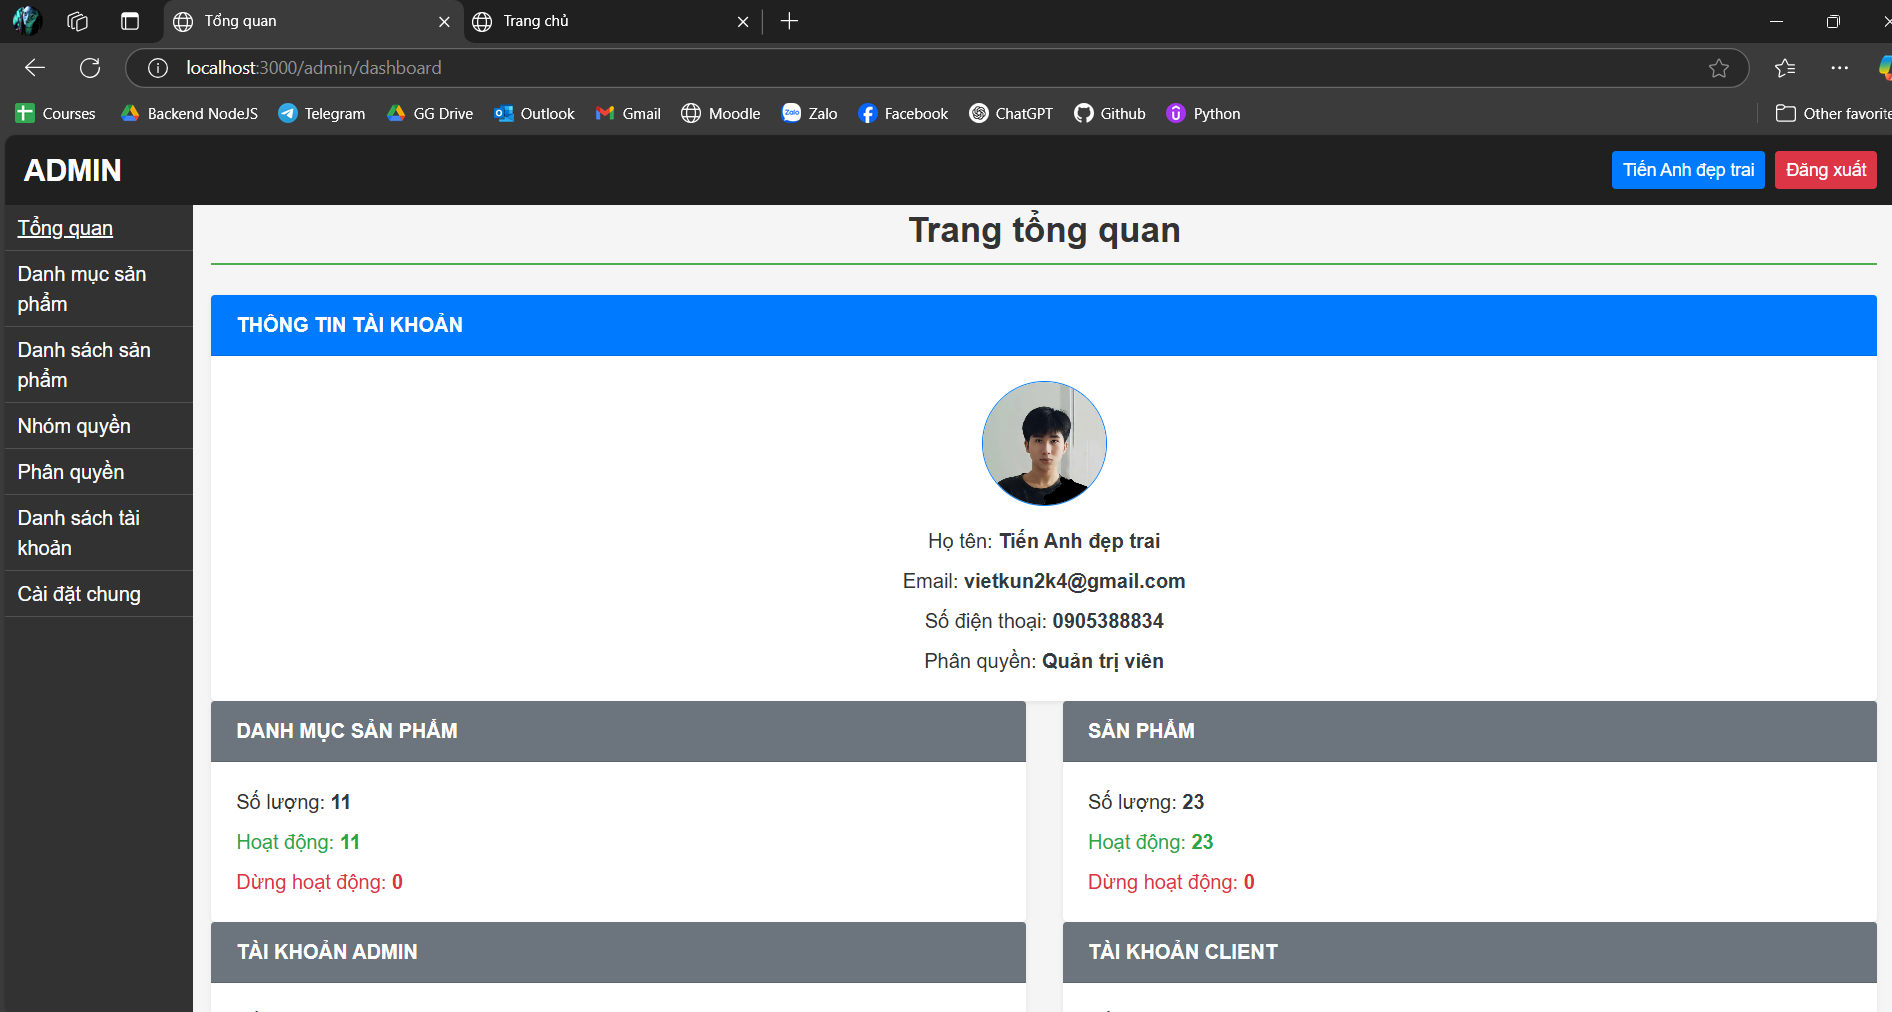 Tổng quan
Trang chủ
localhost:3000/admin/dashboard
Courses
Backend NodeJS
Telegram
GG Drive
Outlook
Gmail
Moodle
Zalo
Facebook
ChatGPT
Github
Python
Other favorite
ADMIN
Tiến Anh đẹp trai
Đăng xuất
Tổng quan
Danh mục sản
phẩm
Danh sách sản
phẩm
Nhóm quyền
Phân quyền
Danh sách tài
khoản
Cài đặt chung
Trang tổng quan
THÔNG TIN TÀI KHOẢN
Họ tên: Tiến Anh đẹp trai
Email: vietkun2k4@gmail.com
Số điện thoại: 0905388834
Phân quyền: Quản trị viên
DANH MỤC SẢN PHẨM
Số lượng: 11
Hoạt động: 11
Dừng hoạt động: 0
SẢN PHẨM
Số lượng: 23
Hoạt động: 23
Dừng hoạt động: 0
TÀI KHOẢN ADMIN
TÀI KHOẢN CLIENT